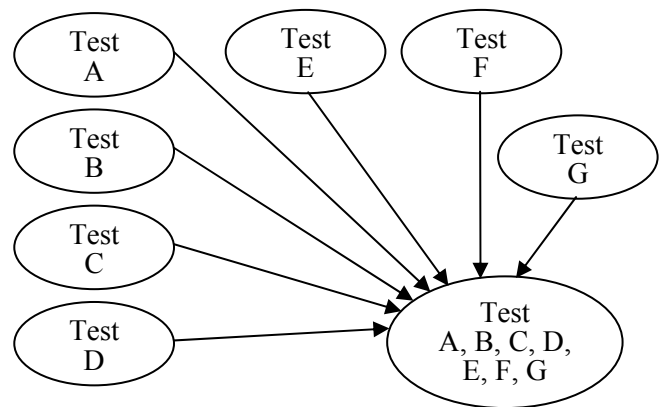 Test
A
Test
E
Test
F
Test
B
Test
G
Test
C
Test
D
Test
A, B, C, D,
E, F, G